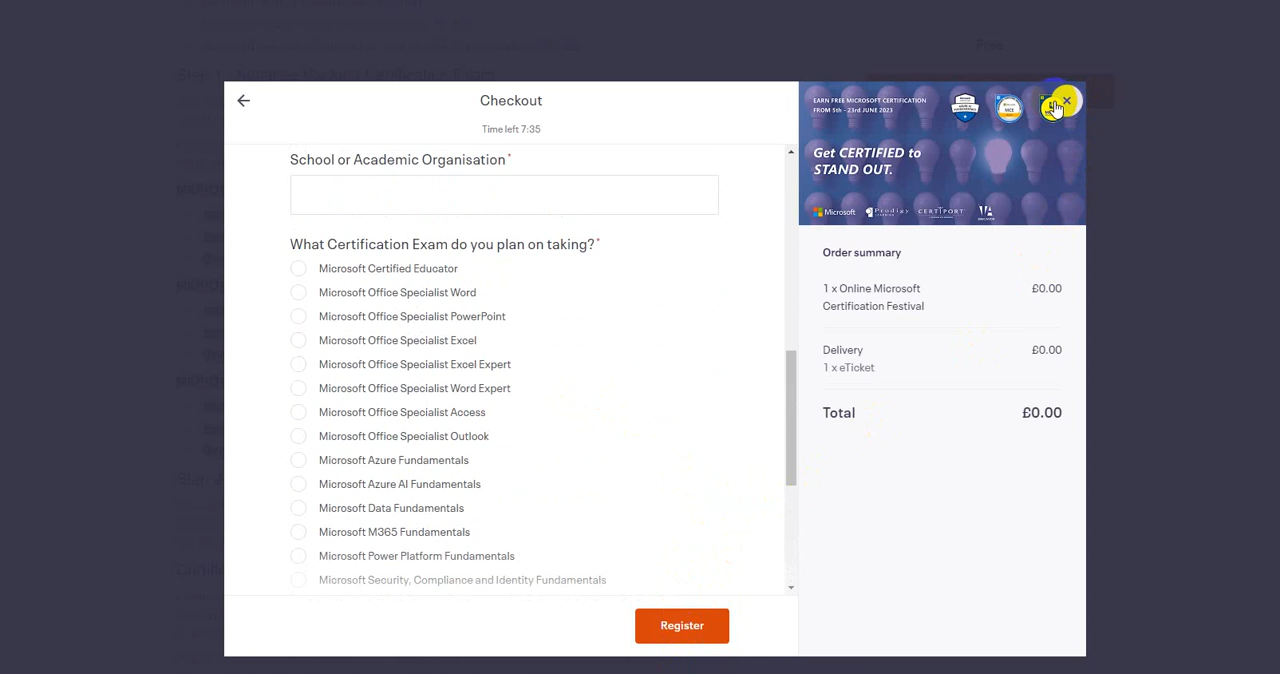 Checkout
Time left 7:35
School or Academic Organisation*
What Certification Exam do you plan on taking?*
Microsoft Certified Educator
Microsoft Office Specialist Word
Microsoft Office Specialist PowerPoint
Microsoft Office Specialist Excel
Microsoft Office Specialist Excel Expert
Microsoft Office Specialist Word Expert
Microsoft Office Specialist Access
Microsoft Office Specialist Outlook
Microsoft Azure Fundamentals
Microsoft Azure AI Fundamentals
Microsoft Data Fundamentals
Microsoft M365 Fundamentals
Microsoft Power Platform Fundamentals
Microsoft Security, Compliance and Identity Fundamentals
Register
Free
EARN FREE MICROSOFT CERTIFICATION
FROM 5th - 23rd JUNE 2023
Get CERTIFIED to
STAND OUT.
Microsoft Prodigy CERTIPORT
Order summary
1 x Online Microsoft £0.00
Certification Festival
Delivery £0.00
1 x eTicket
Total £0.00